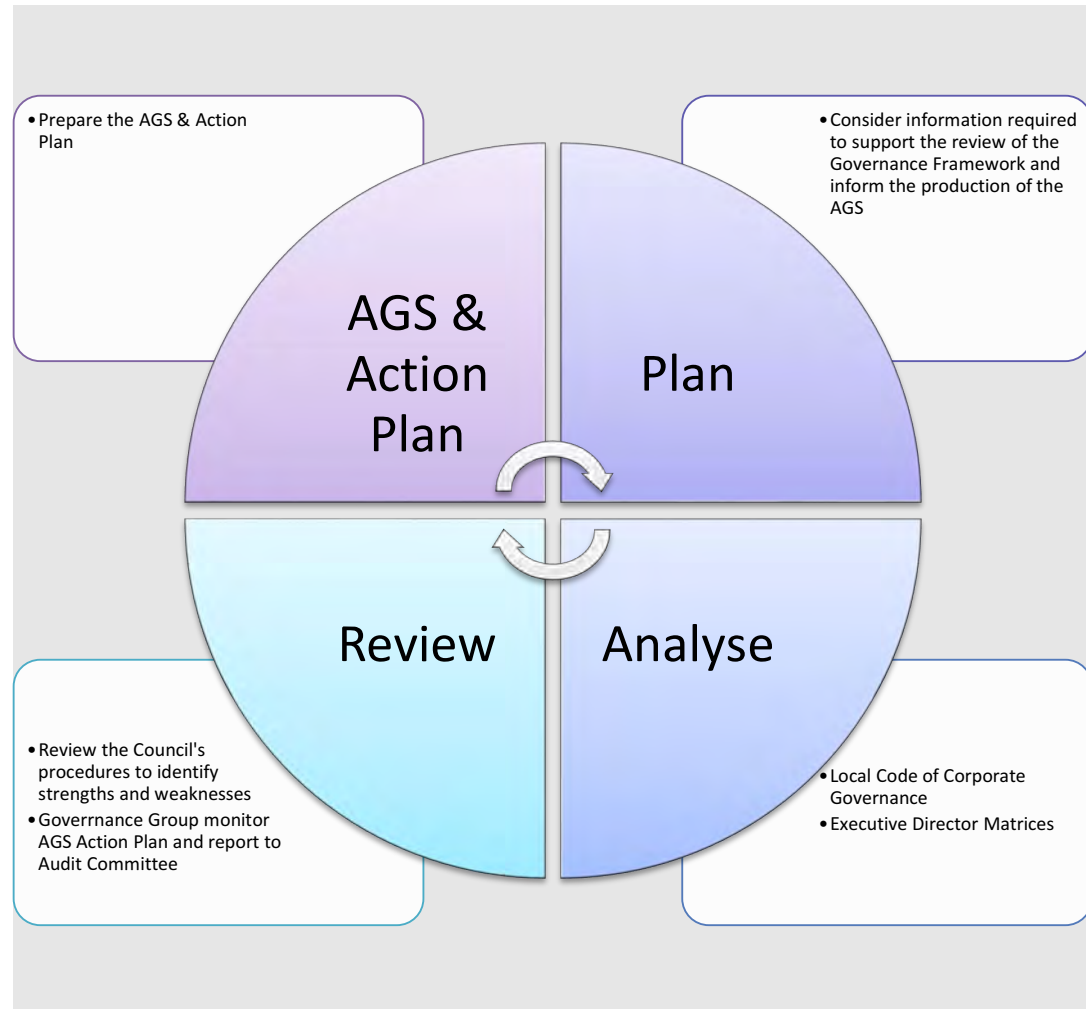 • Prepare the AGS & Action
Plan
• Consider information required
to support the review of the
Governance Framework and
inform the production of the
AGS
AGS &
Action
Plan
Plan
Review
Analyse
• Review the Council's
procedures to identify
strengths and weaknesses
• Goverrnance Group monitor
AGS Action Plan and report to
Audit Committee
• Local Code of Corporate
Governance
• Executive Director Matrices